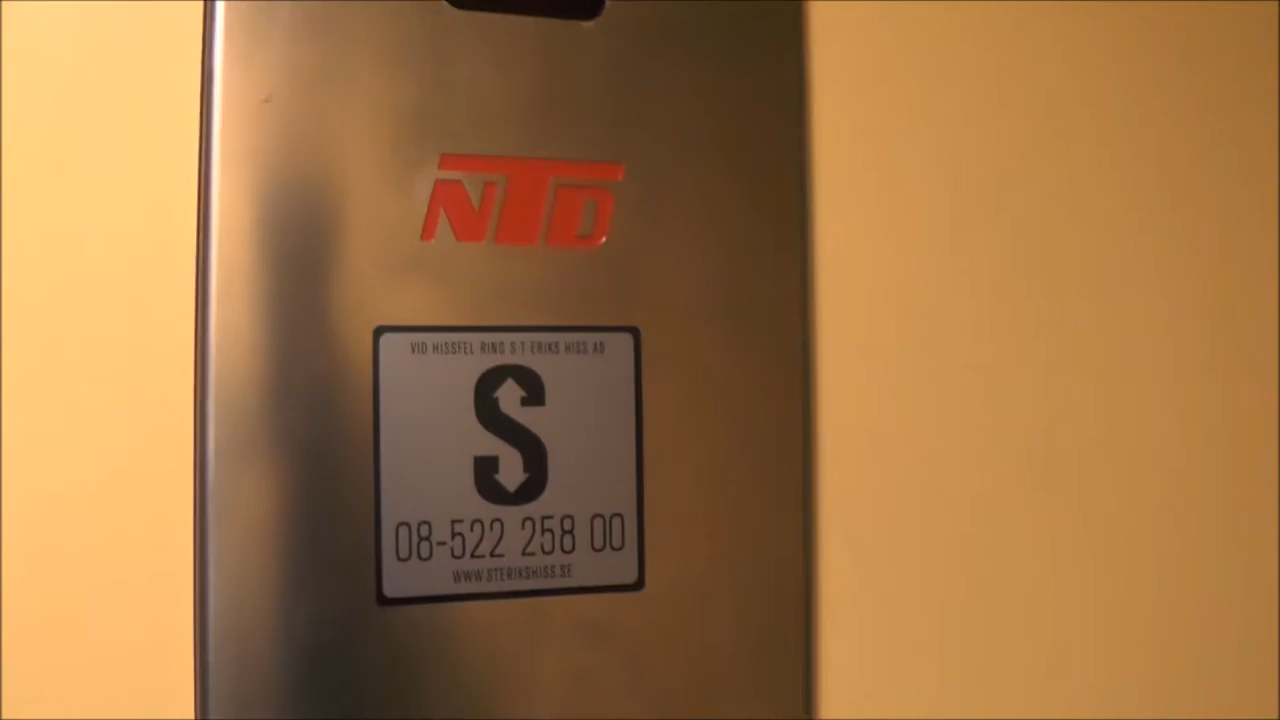 NTD
VID HISSFEL RING S T ERIKS HISS AB
S
08-522 258 00
WWW.STERIKSHISS.SE